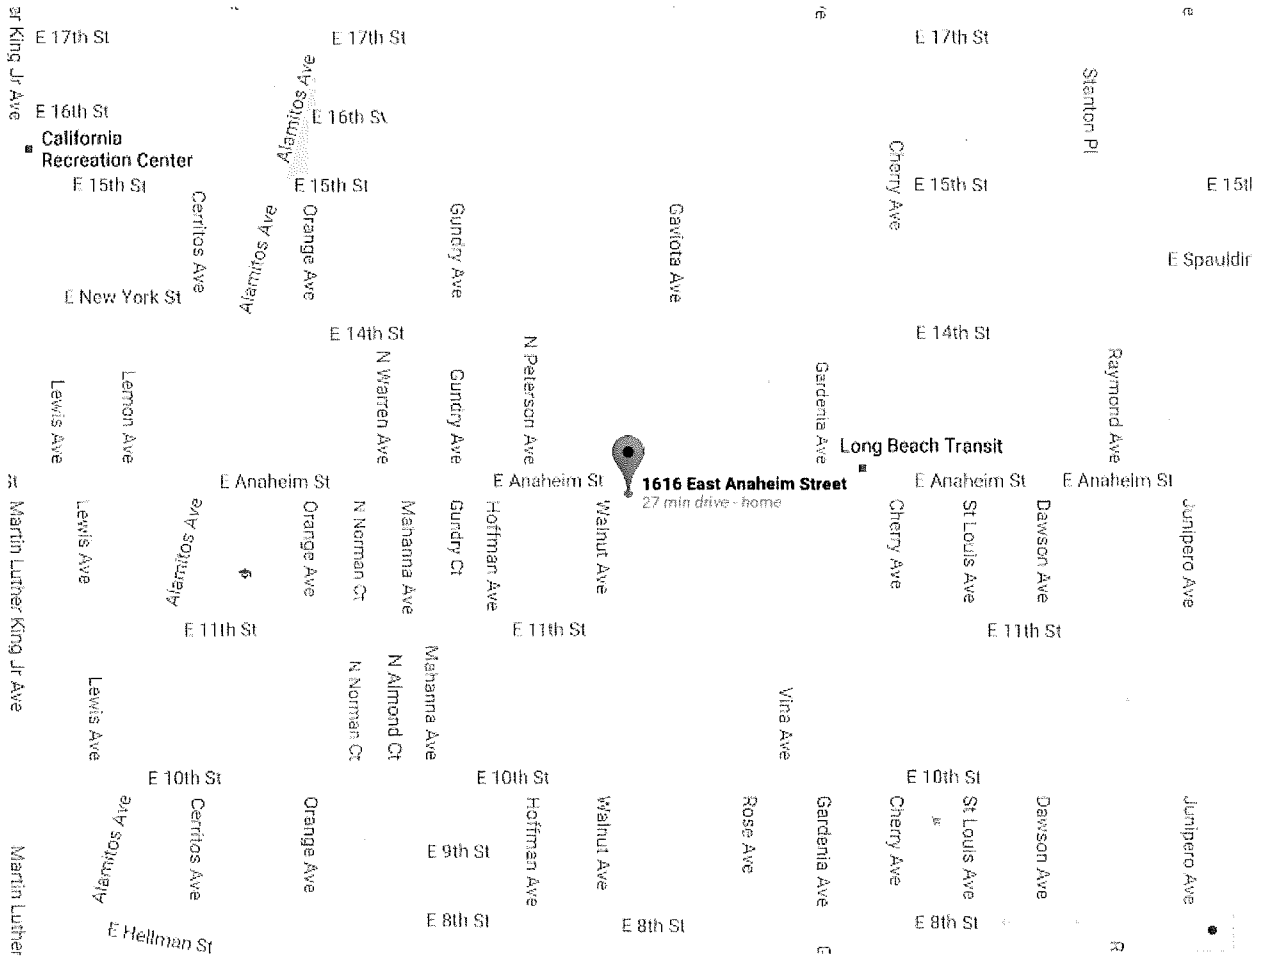 E 17th St
E 17th St
E 17th St
er King Jr Ave
Alamitos Ave
E 16th St
E 16th
Stanton Pl
California
Recreation Center
Cherry Ave
E 15th St
E 15th St
E 15th St
E 15tl
Cerritos Ave
Alamitos Ave
Orange Ave
Gundry Ave
Gaviota Ave
E Spauldir
E New York St
E 14th St
E 14th St
N Warren Ave
N Peterson Ave
Gardenia Ave
Raymond Ave
Lewis Ave
Lemon Ave
Gundry Ave
Long Beach Transit
St
E Anaheim St
E Anaheim St
1616 East Anaheim Street
27 min drive - home
E Anaheim St
E Anaheim St
Martin Luther King Jr Ave
Lewis Ave
Alamitos Ave
Orange Ave
N Norman Ct
Mahanna Ave
Gundry Ct
Hoffman Ave
Walnut Ave
Cherry Ave
St Louis Ave
Dawson Ave
Junipero Ave
E 11th St
E 11th St
E 11th St
Lewis Ave
N Norman Ct
N Almond Ct
Mahanna Ave
Vina Ave
E 10th St
E 10th St
E 10th St
Alamitos Ave
Cerritos Ave
Orange Ave
Hoffman Ave
Walnut Ave
Rose Ave
Gardenia Ave
Cherry Ave
St Louis Ave
Dawson Ave
Junipero Ave
E 9th St
Martin Luther
E 8th St
E 8th St
E 8th St
E Hellman St